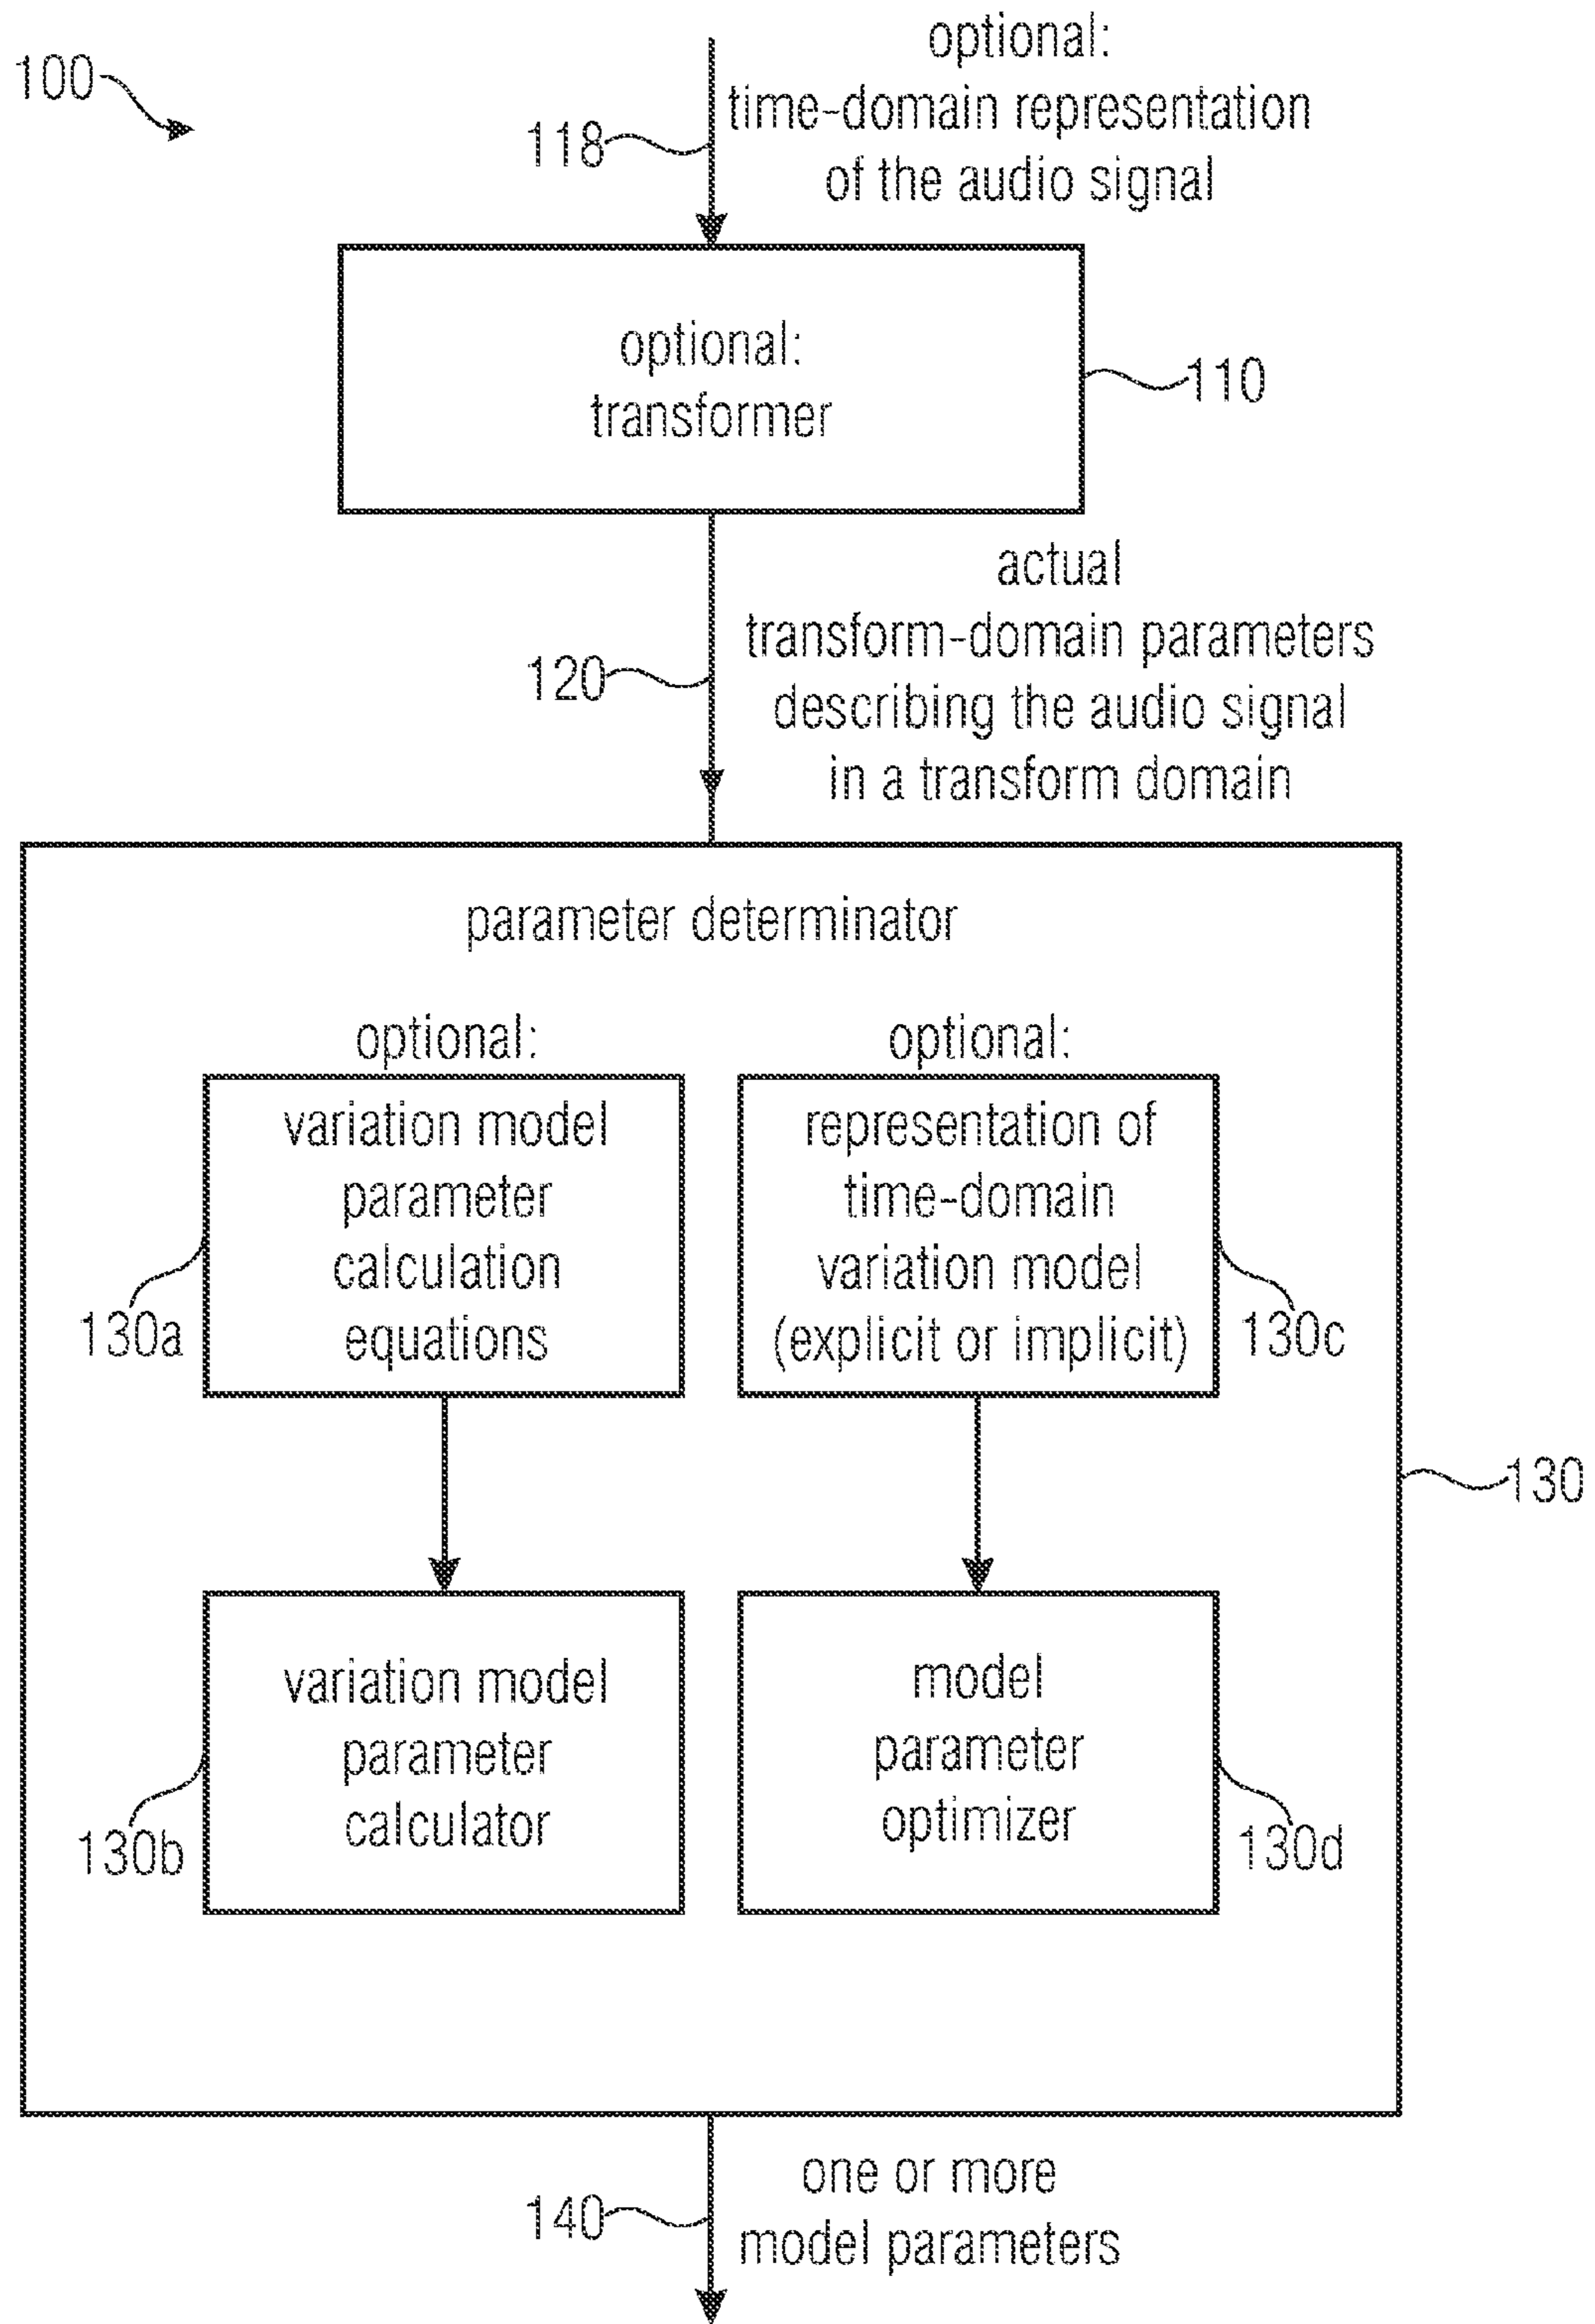 100
optional:
time-domain representation
of the audio signal
118
optional:
transformer
110
actual
transform-domain parameters
describing the audio signal
in a transform domain
120
parameter determinator
optional:
variation model
parameter
calculation
equations
130a
optional:
representation of
time-domain
variation model
(explicit or implicit)
130c
130
variation model
parameter
calculator
130b
model
parameter
optimizer
130d
one or more
model parameters
140